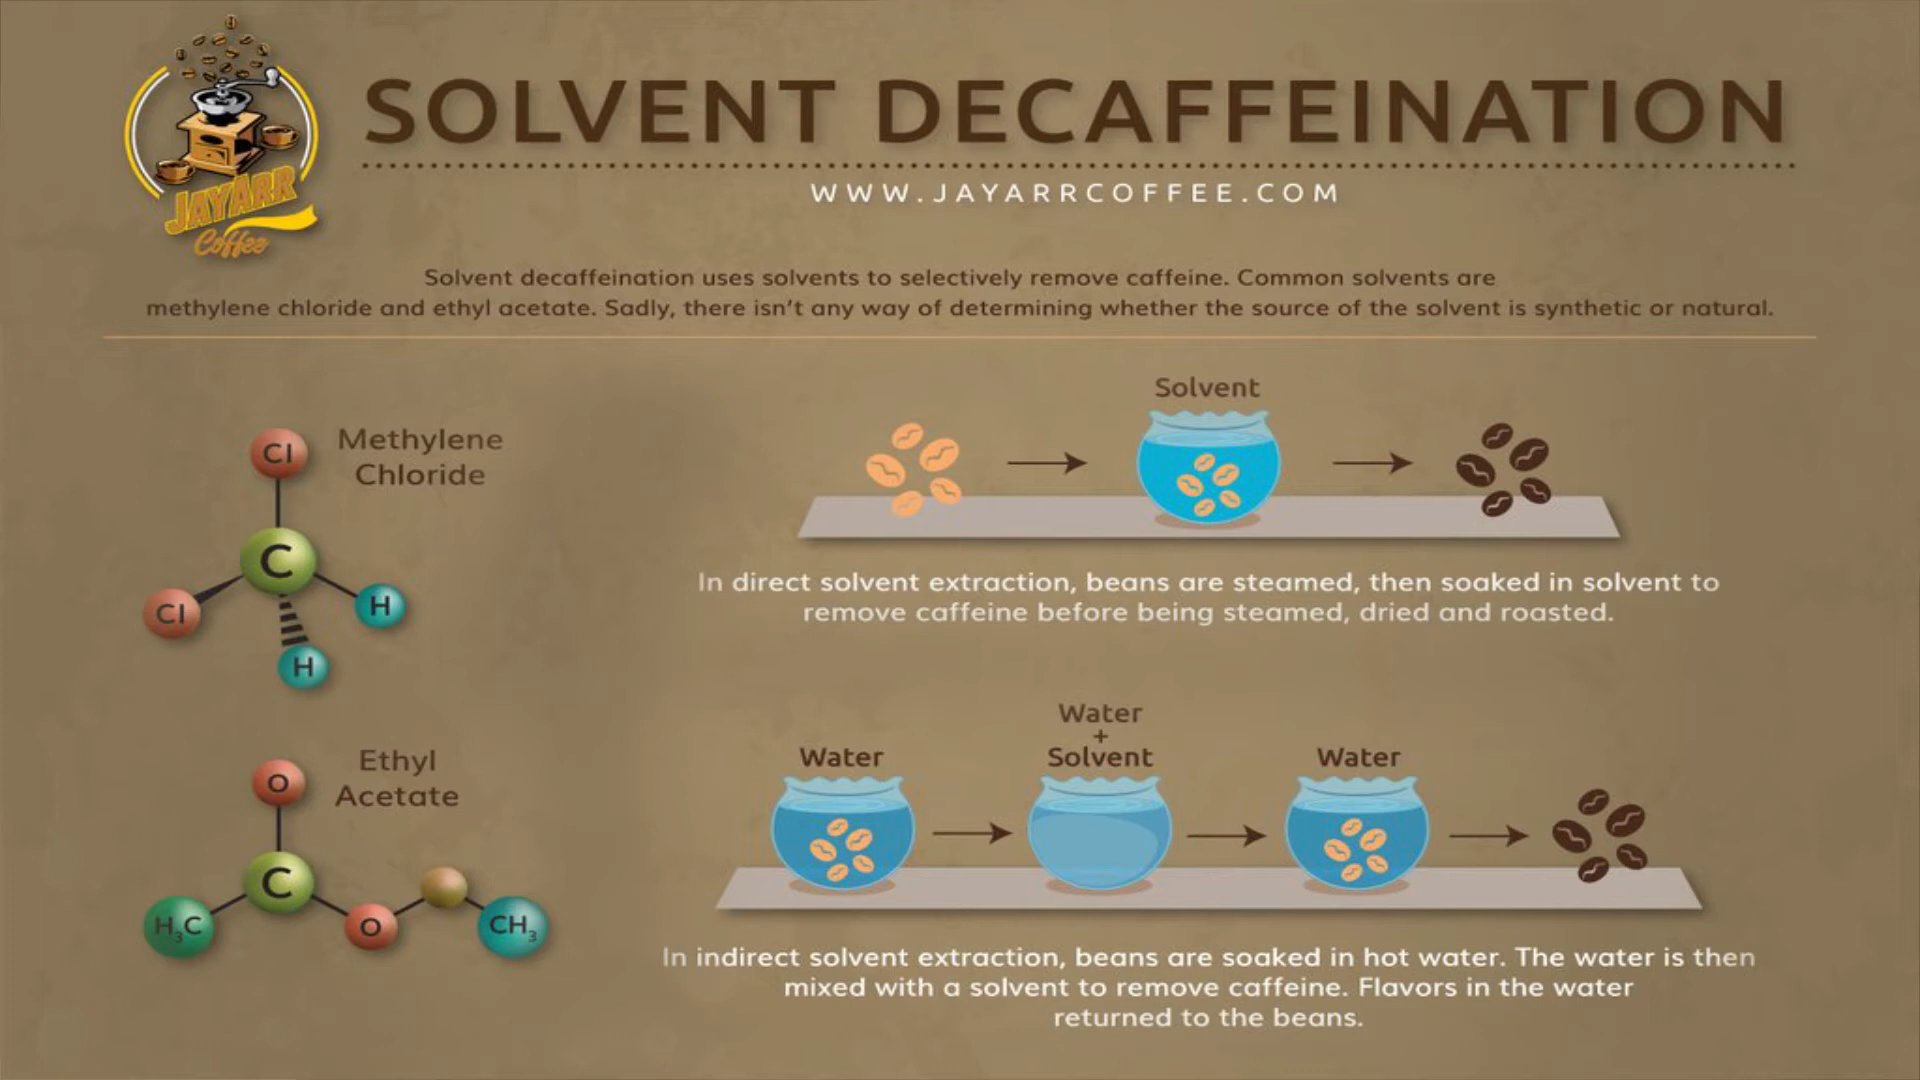 JAYARR
Coffee
SOLVENT DECAFFEINATION
WWW.JAYARRCOFFEE.COM
Solvent decaffeination uses solvents to selectively remove caffeine. Common solvents are
methylene chloride and ethyl acetate. Sadly, there isn't any way of determining whether the source of the solvent is synthetic or natural.
Cl
Methylene
Chloride
C
Cl
H
H
Solvent
In direct solvent extraction, beans are steamed, then soaked in solvent to
remove caffeine before being steamed, dried and roasted.
O
Ethyl
Acetate
C
H₃C
O
CH₃
Water
Water
+
Solvent
Water
In indirect solvent extraction, beans are soaked in hot water. The water is then
mixed with a solvent to remove caffeine. Flavors in the water
returned to the beans.